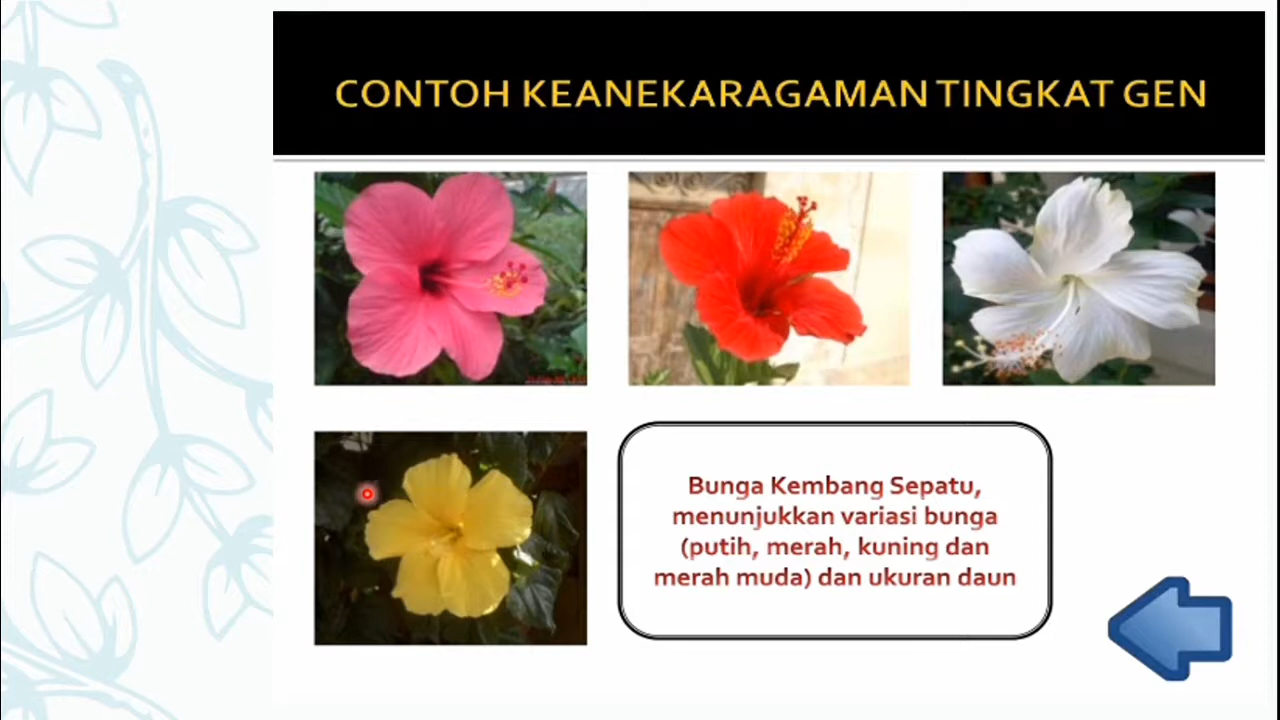 CONTOH KEANEKARAGAMAN TINGKAT GEN
Bunga Kembang Sepatu,
menunjukkan variasi bunga
(putih, merah, kuning dan
merah muda) dan ukuran daun